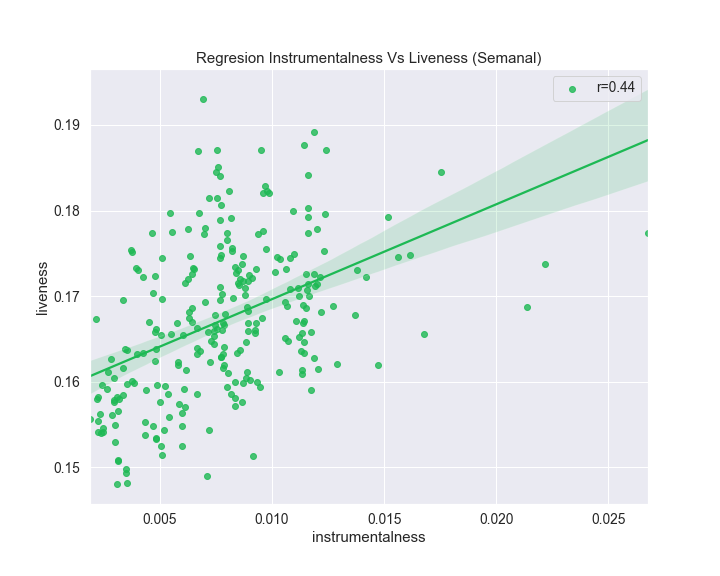 Regresion Instrumentalness Vs Liveness (Semanal)
r=0.44
0.19
0.18
0.17
0.16
0.15
liveness
0.005 0.010 0.015 0.020 0.025
instrumentalness